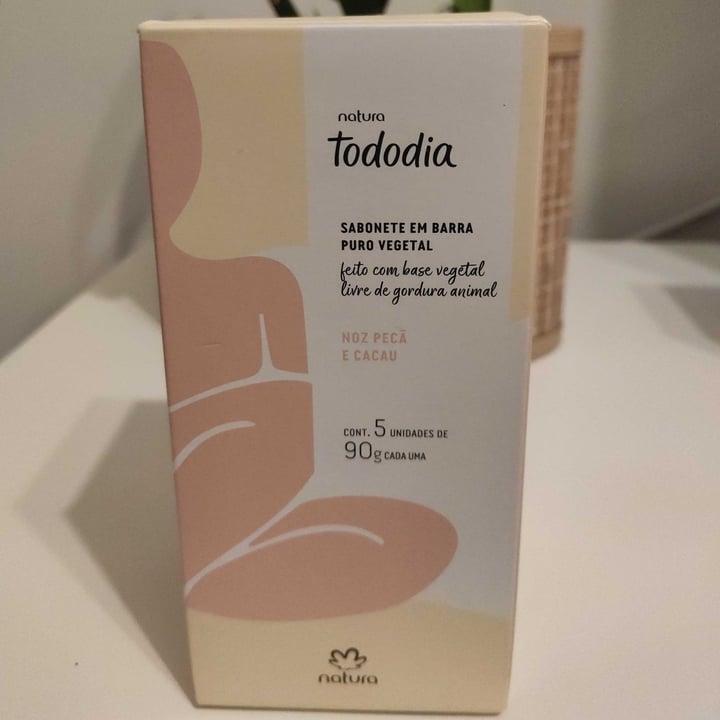 natura
Tododia
SABONETE EM BARRA
PURO VEGETAL
feito com base vegetal
livre de gordura animal
NOZ PECÃ
E CACAU
CONT. 5 UNIDADES DE
90g CADA UMA
natura